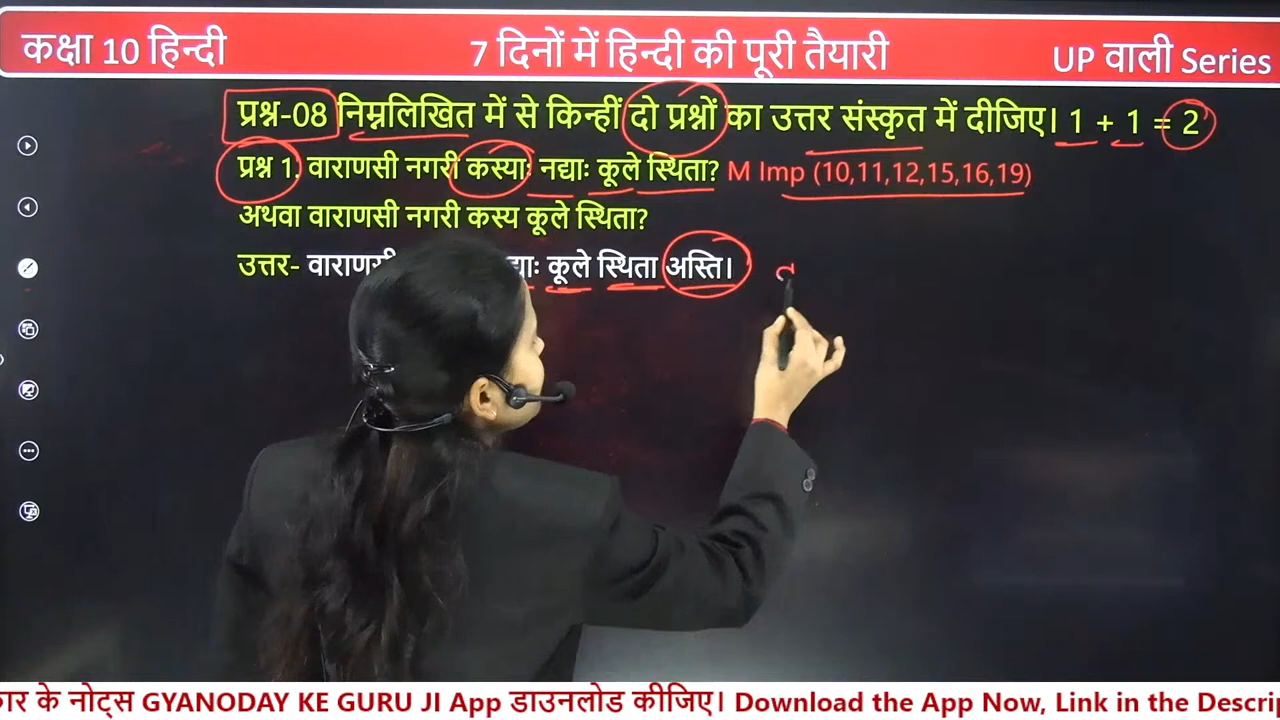 कक्षा 10 हिन्दी 7 दिनों में हिन्दी की पूरी तैयारी UP वाली Series
प्रश्न-08 निम्नलिखित में से किन्हीं दो प्रश्नों का उत्तर संस्कृत में दीजिए। 1 + 1 = 2
प्रश्न 1. वाराणसी नगरी कस्याः नद्याः कूले स्थिता? M Imp (10,11,12,15,16,19)
अथवा वाराणसी नगरी कस्य कूले स्थिता?
उत्तर- कूले स्थिता अस्ति।
के नोट्स GYANODAY KE GURU JI App डाउनलोड कीजिए। Download the App Now, Link in the